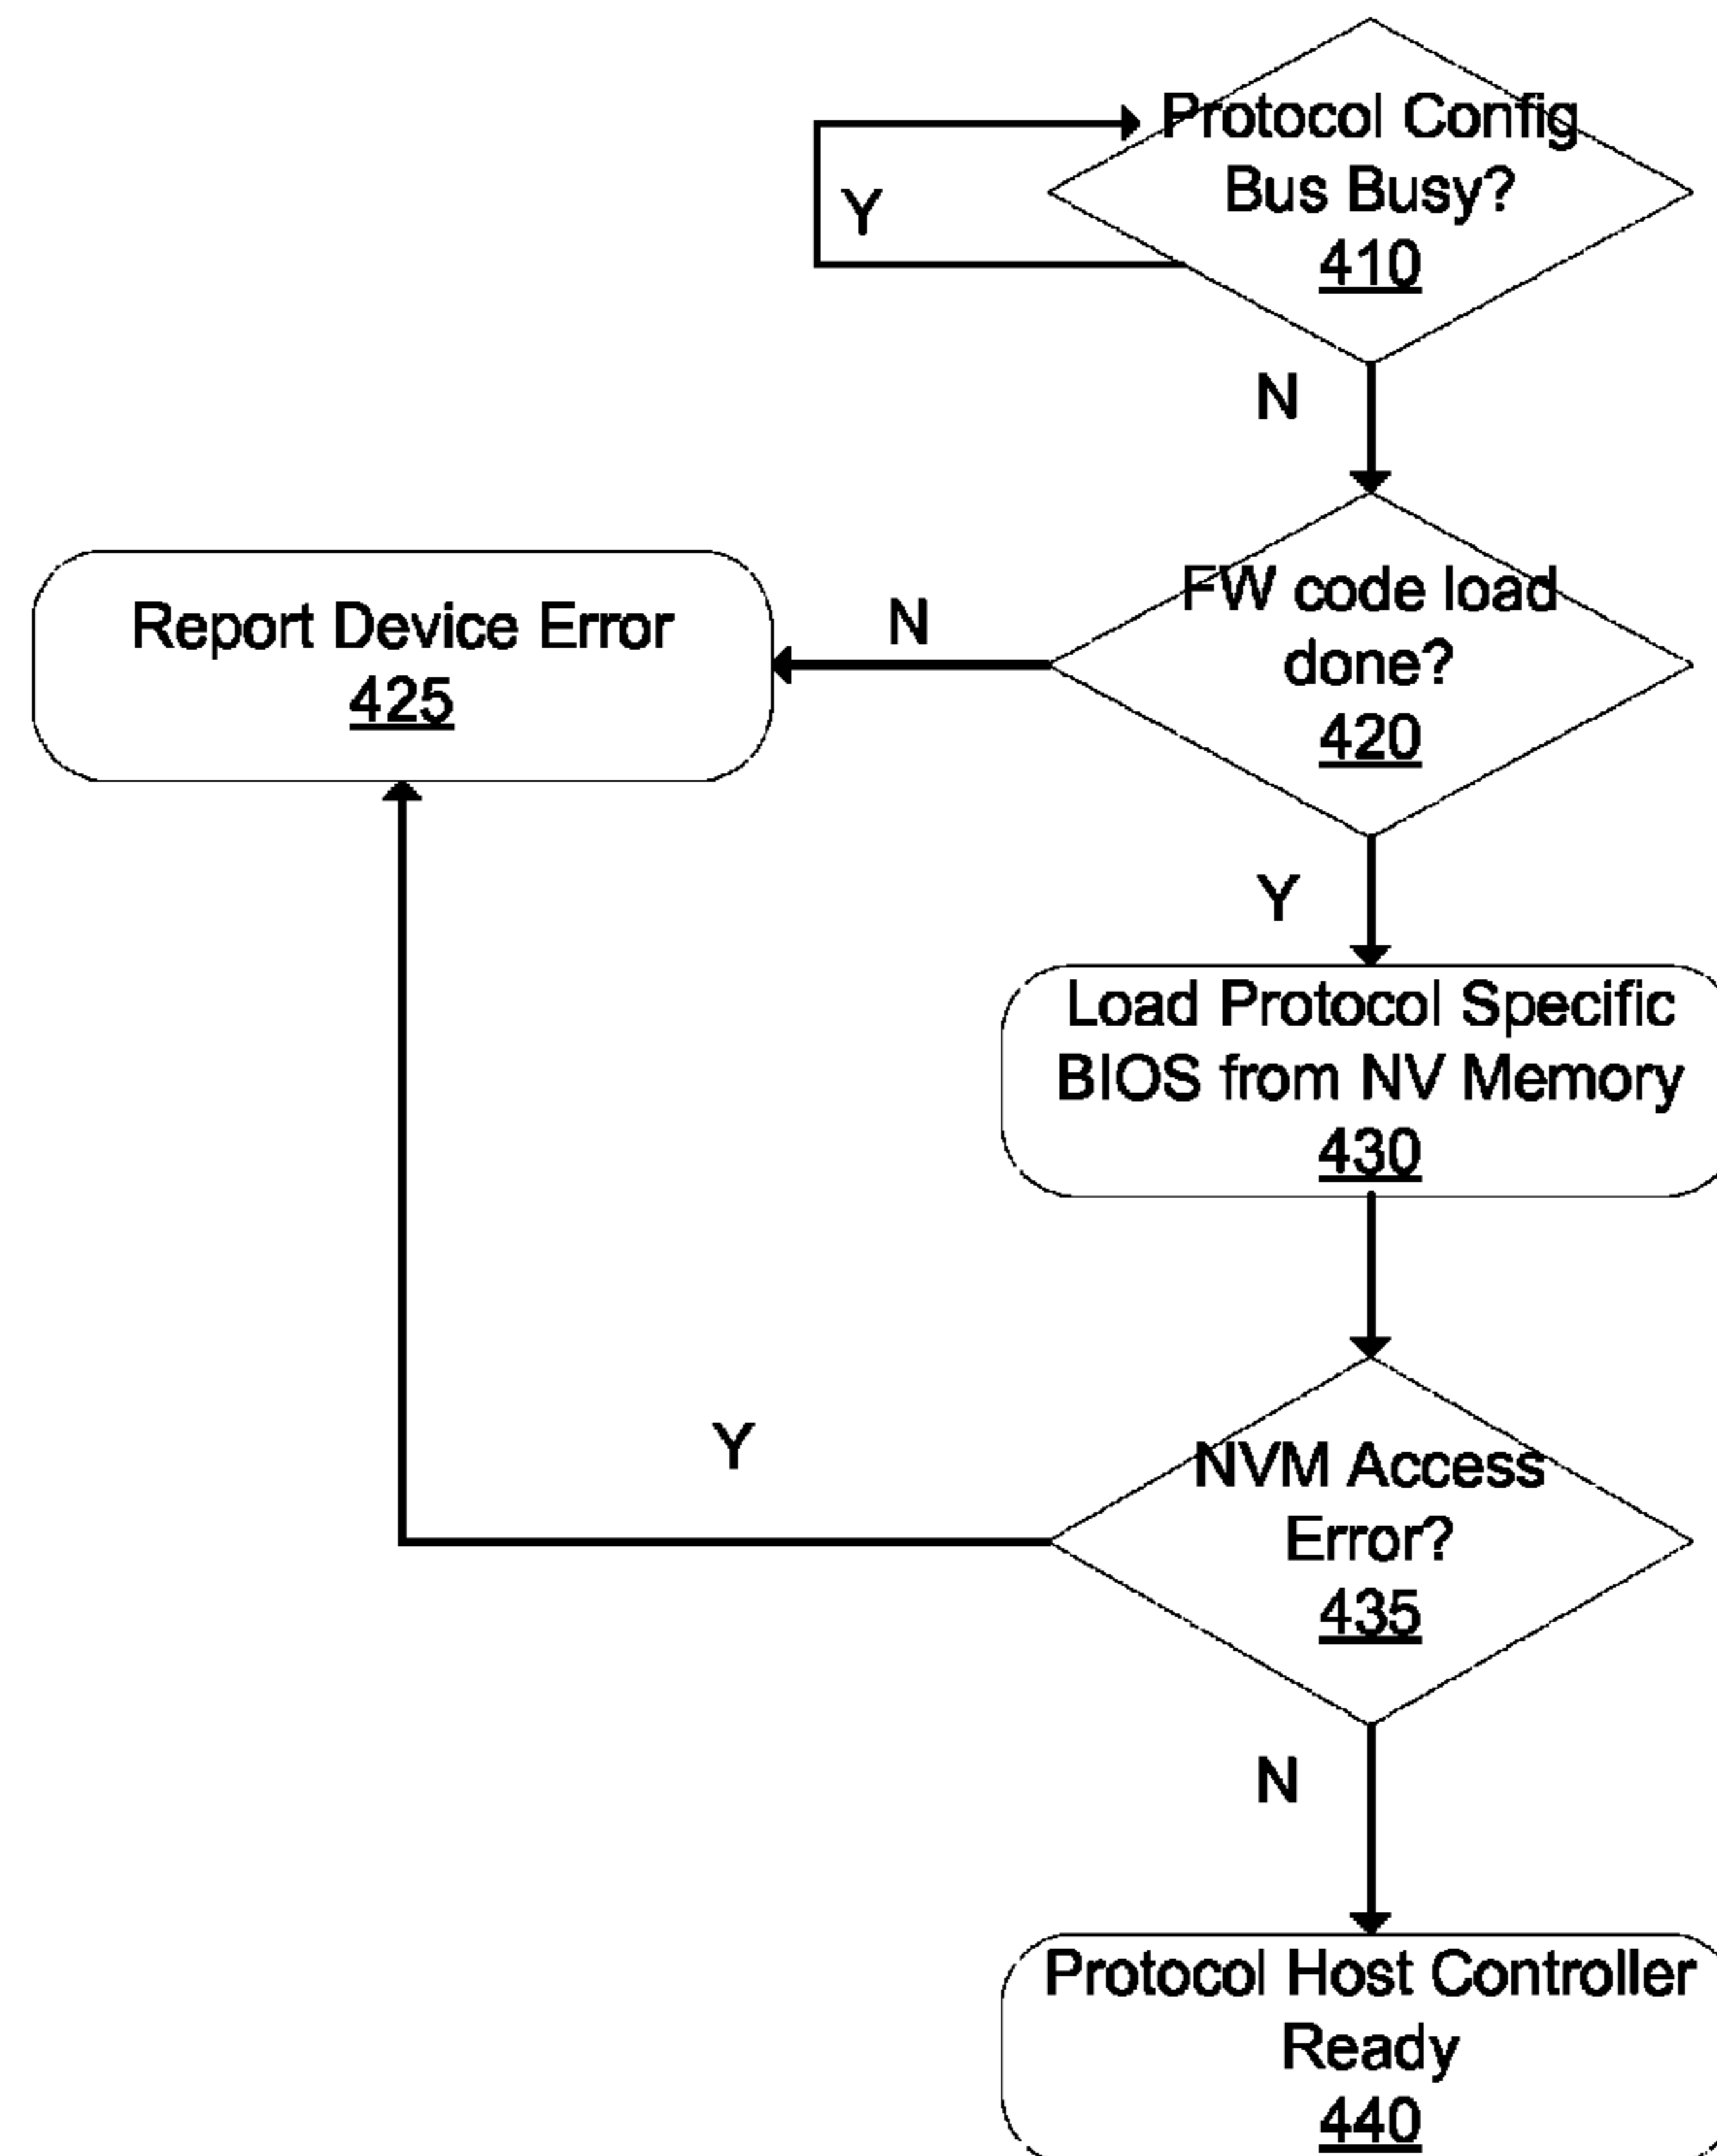 Protocol Config
Bus Busy?
410
Y
N
FW code load
done?
420
N
Report Device Error
425
Y
Load Protocol Specific
BIOS from NV Memory
430
NVM Access
Error?
435
Y
N
Protocol Host Controller
Ready
440